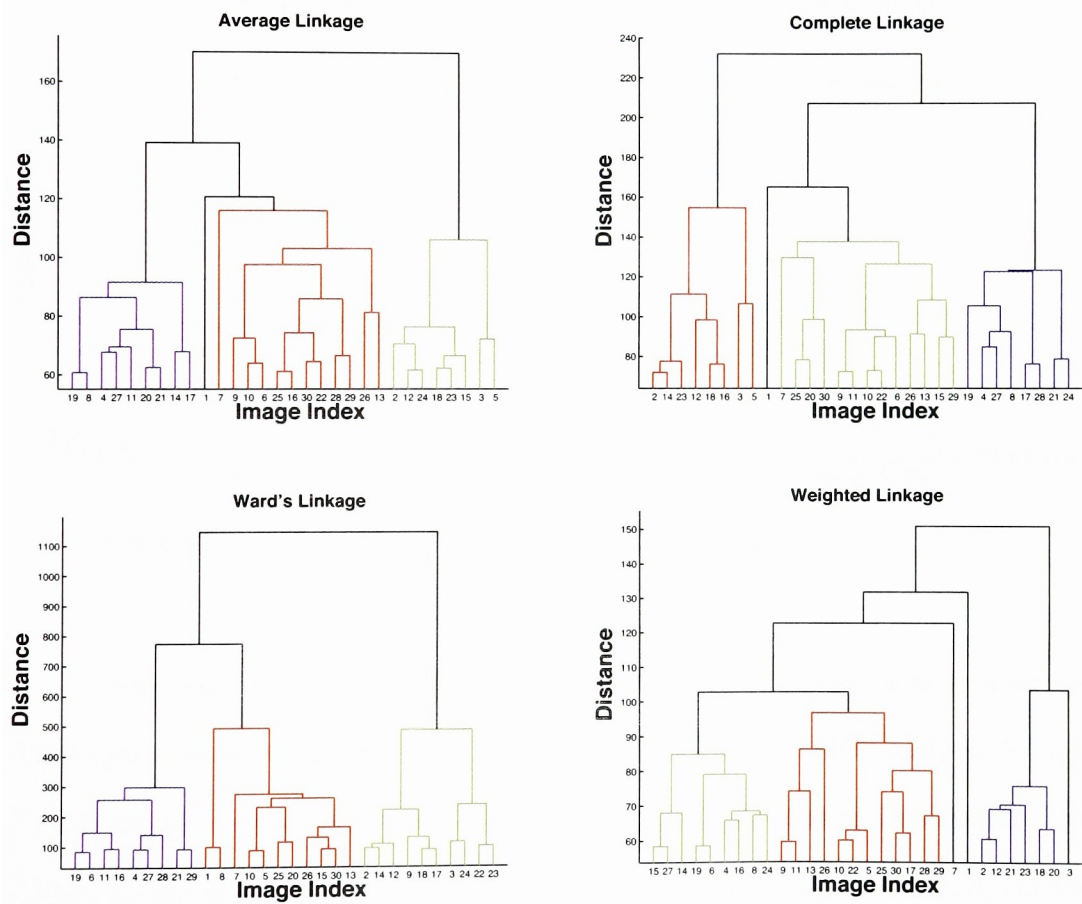 Average Linkage
160
140
120
100
80
60
Distance
19 8 4 27 11 20 21 14 17 1 7 9 10 6 25 16 30 22 28 29 26 13 2 12 24 18 23 15 3 5
Image Index
Complete Linkage
240
220
200
180
160
140
120
100
80
Distance
2 14 23 12 18 16 3 5 1 7 25 20 30 9 11 10 22 6 26 13 15 29 19 4 27 8 17 28 21 24
Image Index
Ward's Linkage
1100
1000
900
800
700
600
500
400
300
200
100
Distance
19 6 11 16 4 27 28 21 29 1 8 7 10 5 25 20 26 15 30 13 2 14 12 9 18 17 3 24 22 23
Image Index
Weighted Linkage
150
140
130
120
110
100
90
80
70
60
Distance
15 27 14 19 6 4 16 8 24 9 11 13 26 10 22 5 25 30 17 28 29 7 1 2 12 21 23 18 20 3
Image Index